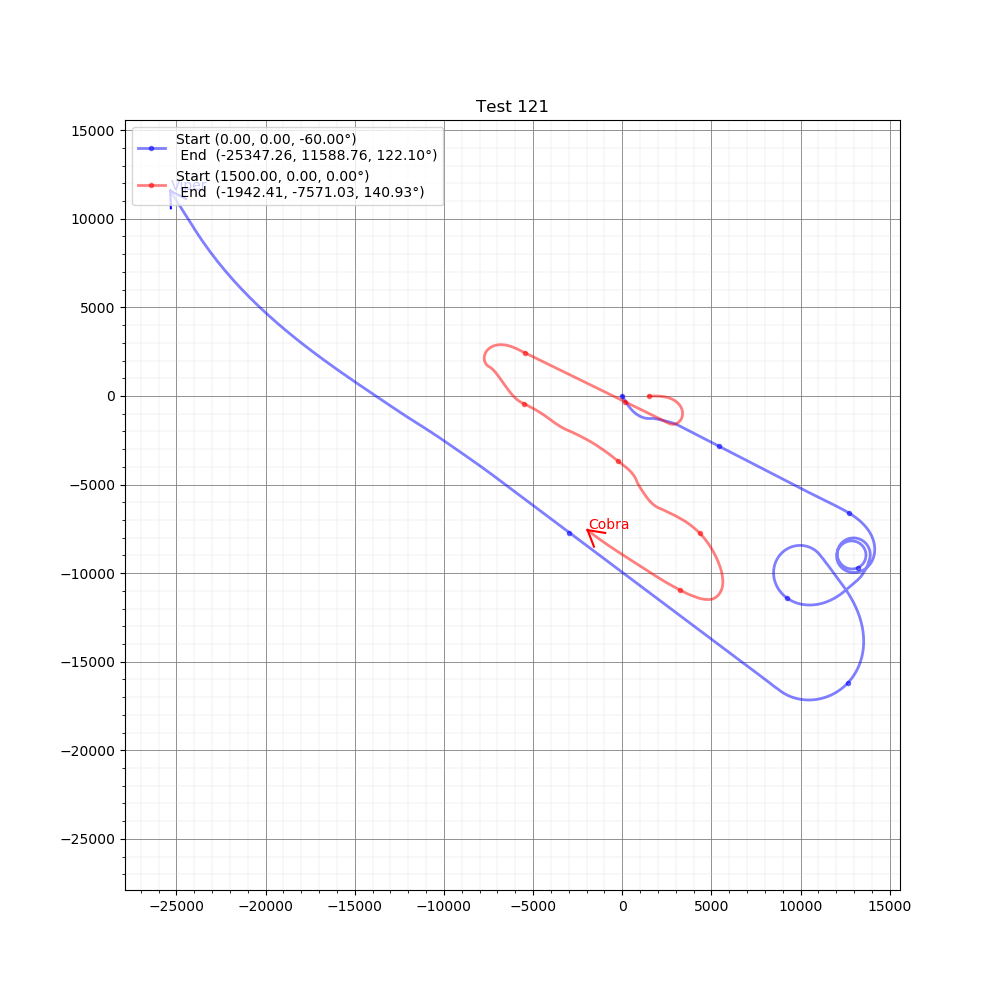 Test 121
Start (0.00, 0.00, -60.00°)
End (-25347.26, 11588.76, 122.10°)
Start (1500.00, 0.00, 0.00°)
End (-1942.41, -7571.03, 140.93°)
Cobra
15000
10000
5000
0
−5000
−10000
−15000
−20000
−25000
−25000 −20000 −15000 −10000 −5000 0 5000 10000 15000